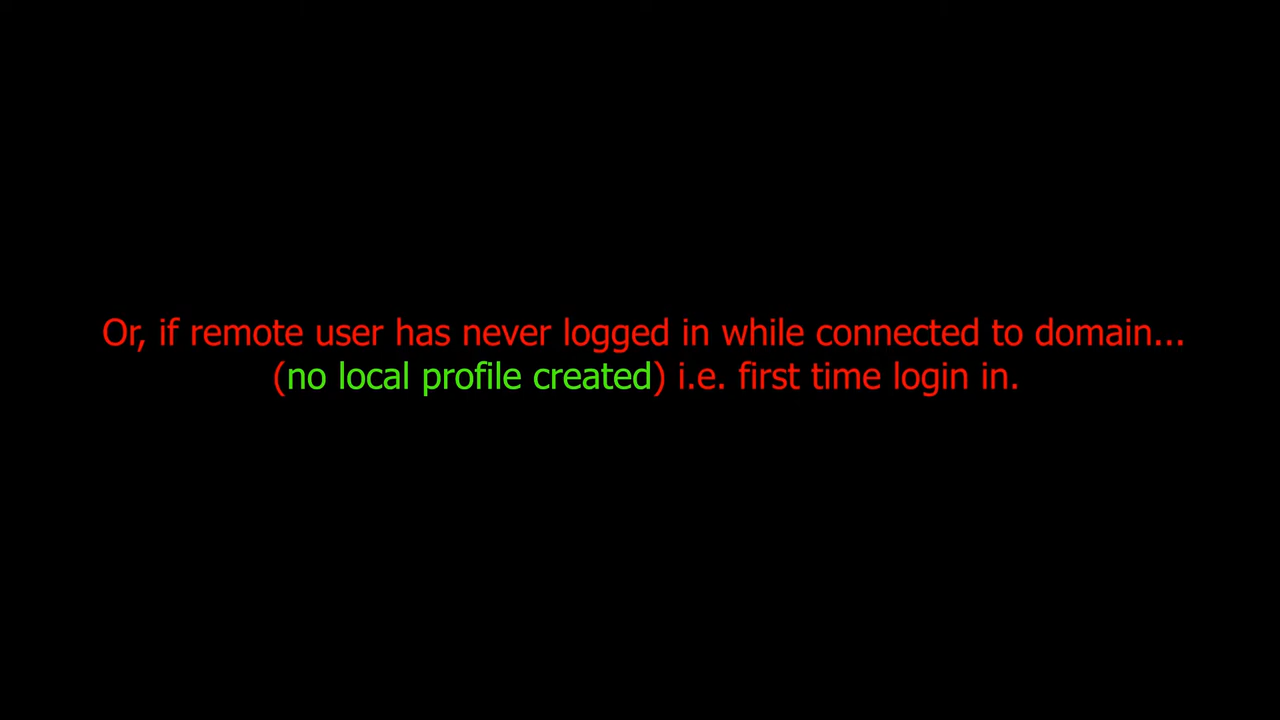 Or, if remote user has never logged in while connected to domain...
(no local profile created) i.e. first time login in.